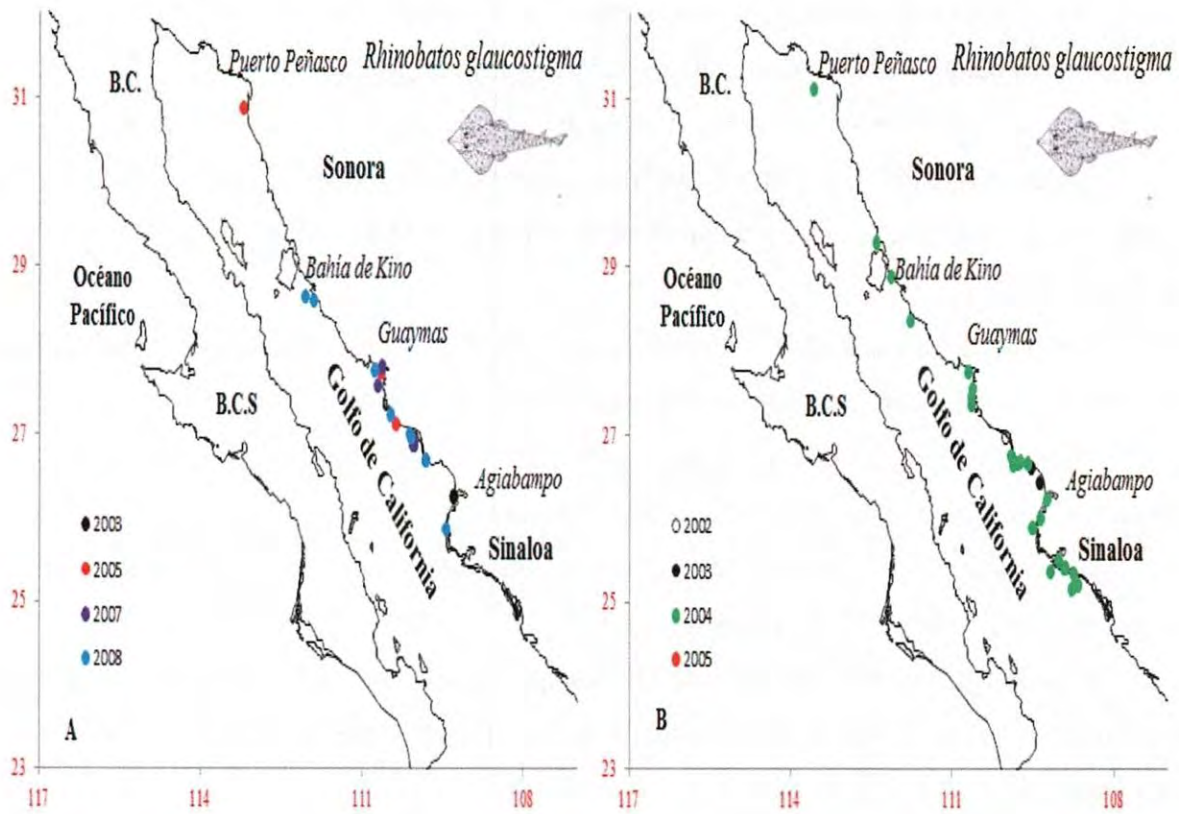 Puerto Peñasco
Rhinobatos glaucostigma
B.C.
31
Sonora
29
Bahía de Kino
Océano
Pacífico
Guaymas
B.C.S
Golfo de California
27
Agiabampo
2003
Sinaloa
2005
25
2007
2008
A
23
117
114
111
108
Puerto Peñasco
Rhinobatos glaucostigma
B.C.
31
Sonora
29
Bahía de Kino
Océano
Pacífico
Guaymas
B.C.S
Golfo de California
27
Agiabampo
2002
Sinaloa
2003
25
2004
2005
B
23
117
114
111
108